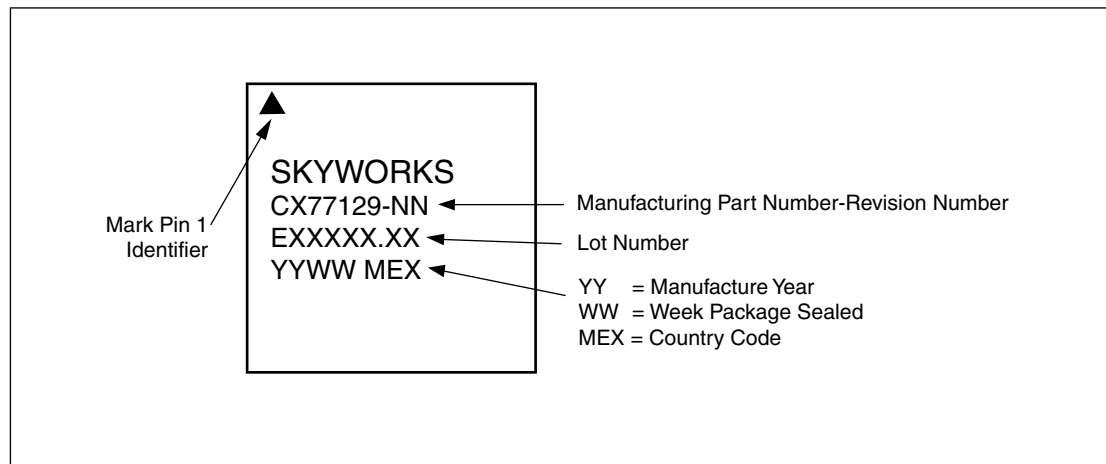 SKYWORKS
CX77129-NN
EXXXXX.XX
YYWW MEX
Mark Pin 1
Identifier
Manufacturing Part Number-Revision Number
Lot Number
YY = Manufacture Year
WW = Week Package Sealed
MEX = Country Code